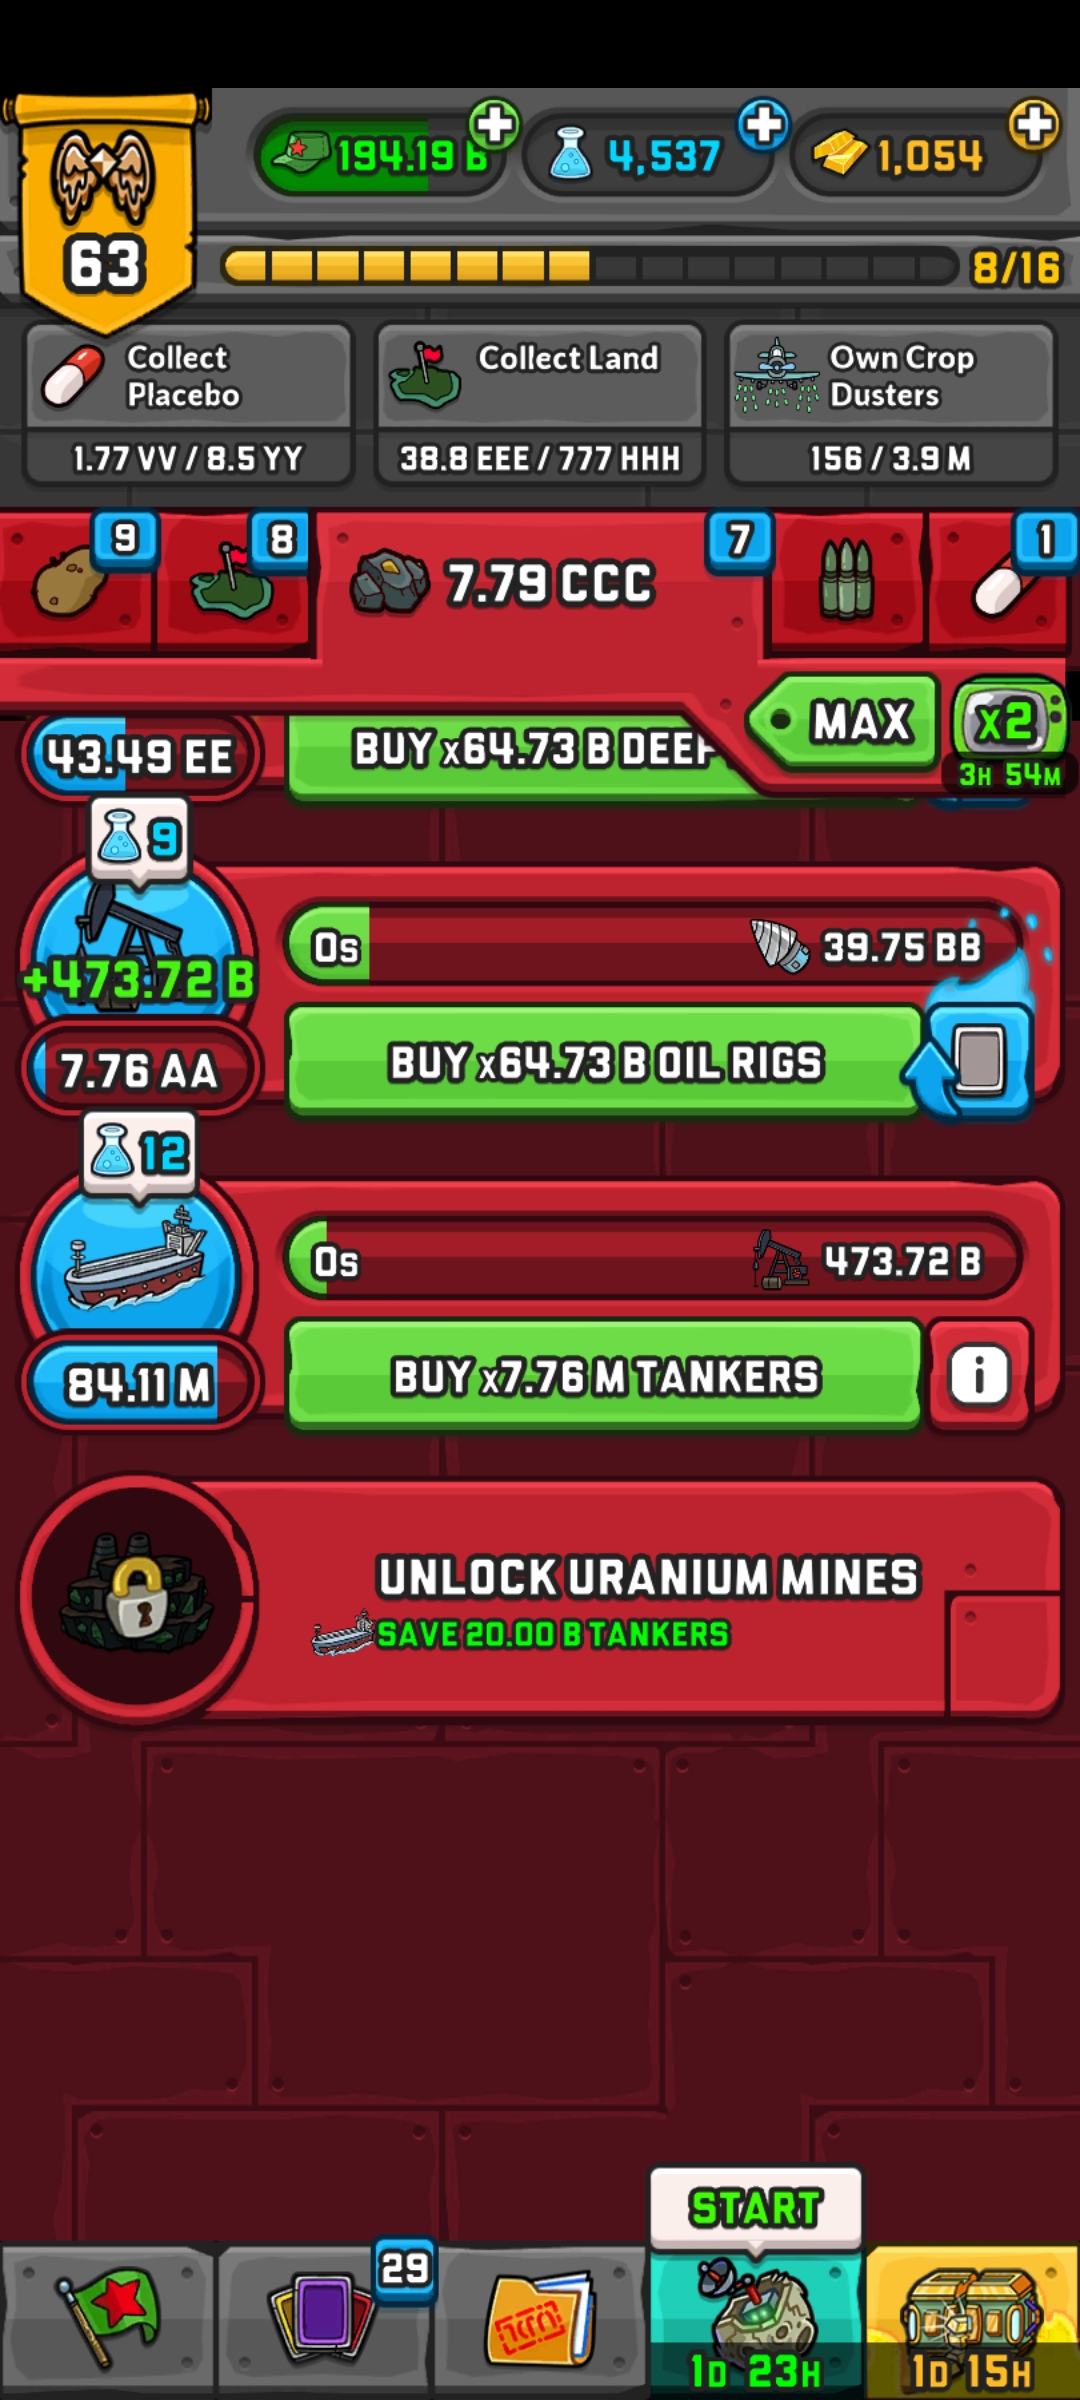 194.19 B
4,537
1,054
63
8/16
Collect
Placebo
Collect Land
Own Crop
Dusters
1.77 VV / 8.5 YY
38.8 EEE / 777 HHH
156 / 3.9 M
9
8
7.79 CCC
7
1
MAX
x2
3H 54M
43.49 EE
BUY x64.73 B DEEP
9
+473.72 B
0s
39.75 BB
7.76 AA
BUY x64.73 B OIL RIGS
12
0s
473.72 B
84.11 M
BUY x7.76 M TANKERS
i
UNLOCK URANIUM MINES
SAVE 20.00 B TANKERS
START
29
1D 23H
1D 15H